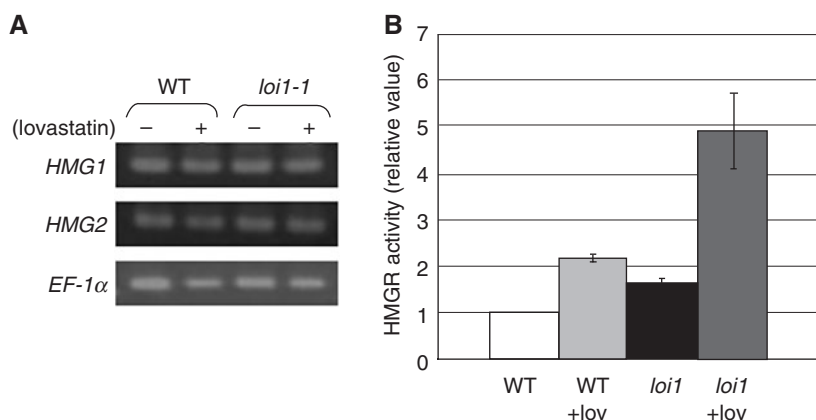 A
WT loi1-1
(lovastatin) – + – +
HMG1
HMG2
EF-1α
B
HMGR activity (relative value)
7
6
5
4
3
2
1
0
WT WT loi1 loi1
+lov +lov